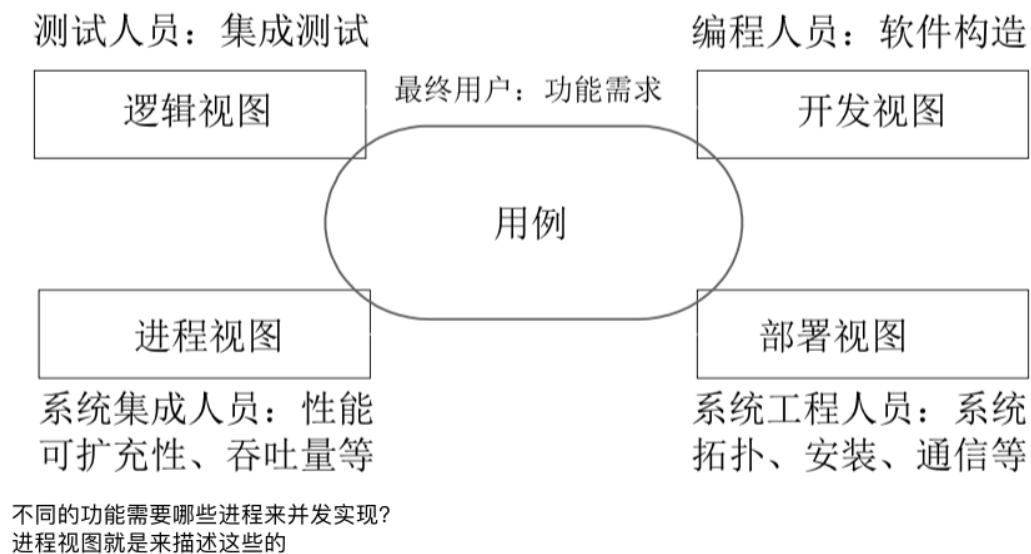 测试人员：集成测试
编程人员：软件构造
逻辑视图
最终用户：功能需求
开发视图
用例
进程视图
部署视图
系统集成人员：性能
可扩充性、吞吐量等
系统工程人员：系统
拓扑、安装、通信等
不同的功能需要哪些进程来并发实现？
进程视图就是来描述这些的